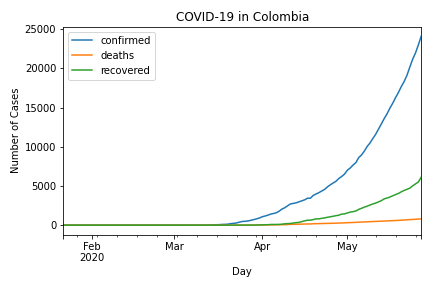 COVID-19 in Colombia
confirmed
deaths
recovered
Number of Cases
25000
20000
15000
10000
5000
0
Feb
2020
Mar
Apr
May
Day